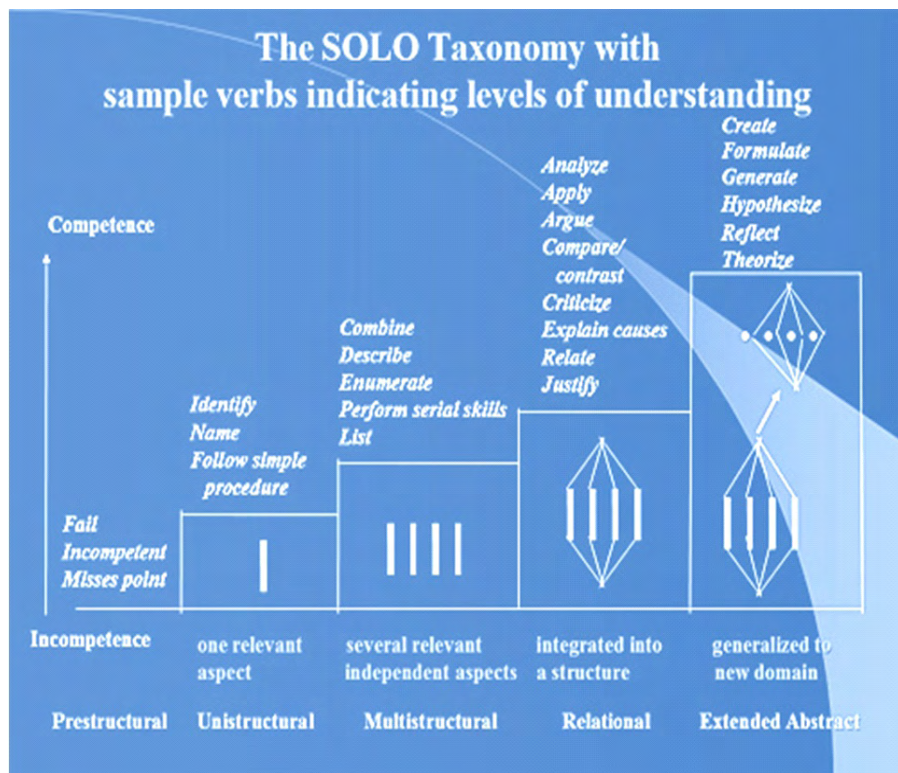 The SOLO Taxonomy with
sample verbs indicating levels of understanding
Competence
Incompetence
Fail
Incompetent
Misses point
Prestructural
Identify
Name
Follow simple
procedure
one relevant
aspect
Unistructural
Combine
Describe
Enumerate
Perform serial skills
List
several relevant
independent aspects
Multistructural
Analyze
Apply
Argue
Compare/
contrast
Criticize
Explain causes
Relate
Justify
integrated into
a structure
Relational
Create
Formulate
Generate
Hypothesize
Reflect
Theorize
generalized to
new domain
Extended Abstract